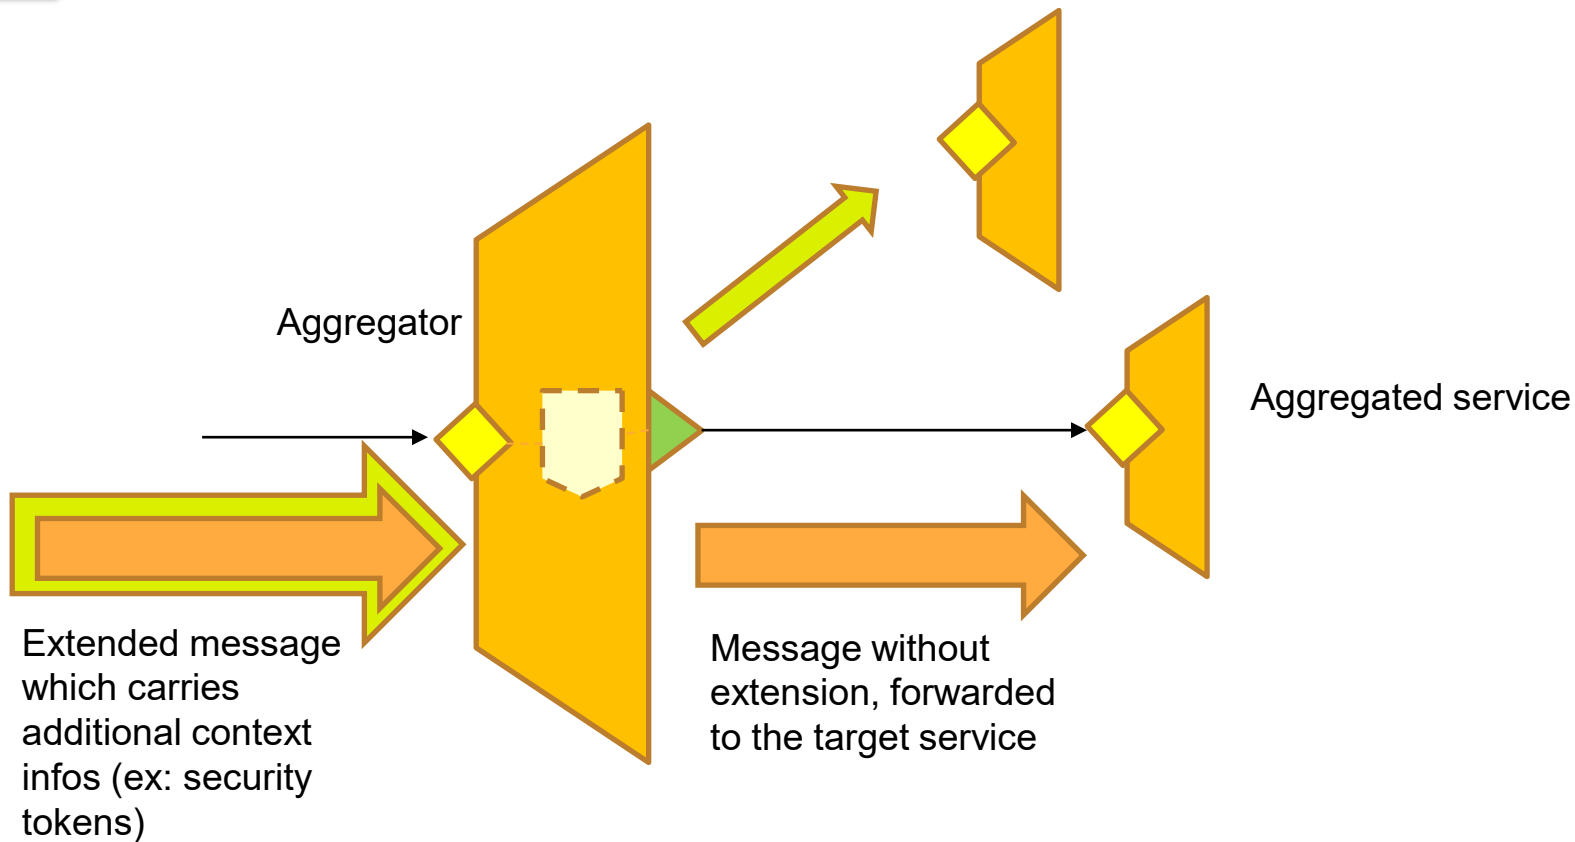 Aggregator
Aggregated service
Extended message
which carries
additional context
infos (ex: security
tokens)
Message without
extension, forwarded
to the target service